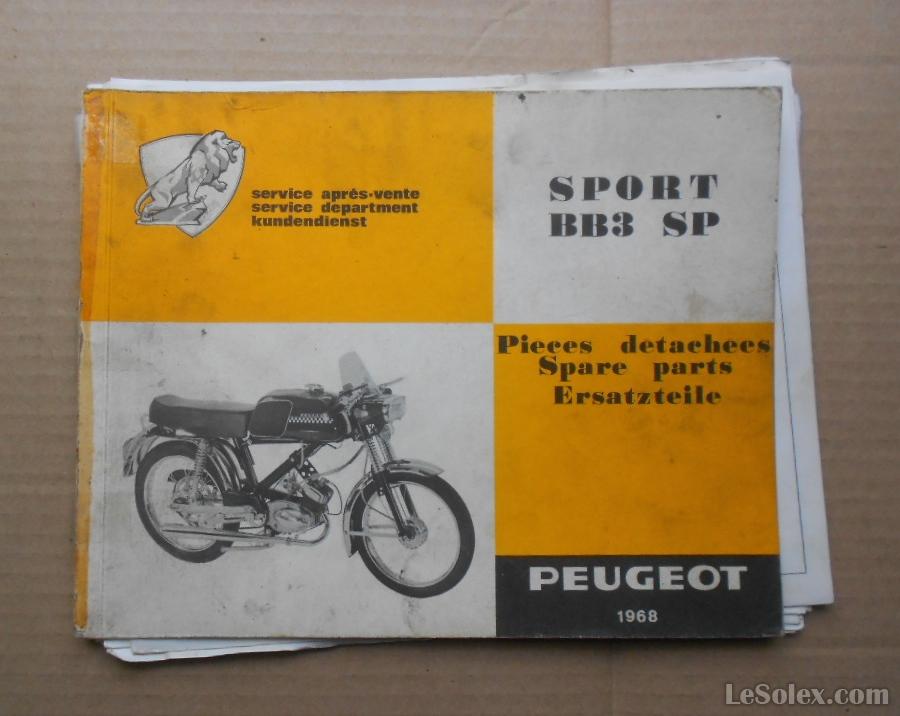 service après-vente
service department
kundendienst
SPORT
BB3 SP
Pieces detachees
Spare parts
Ersatzteile
PEUGEOT
1968
LeSolex.com